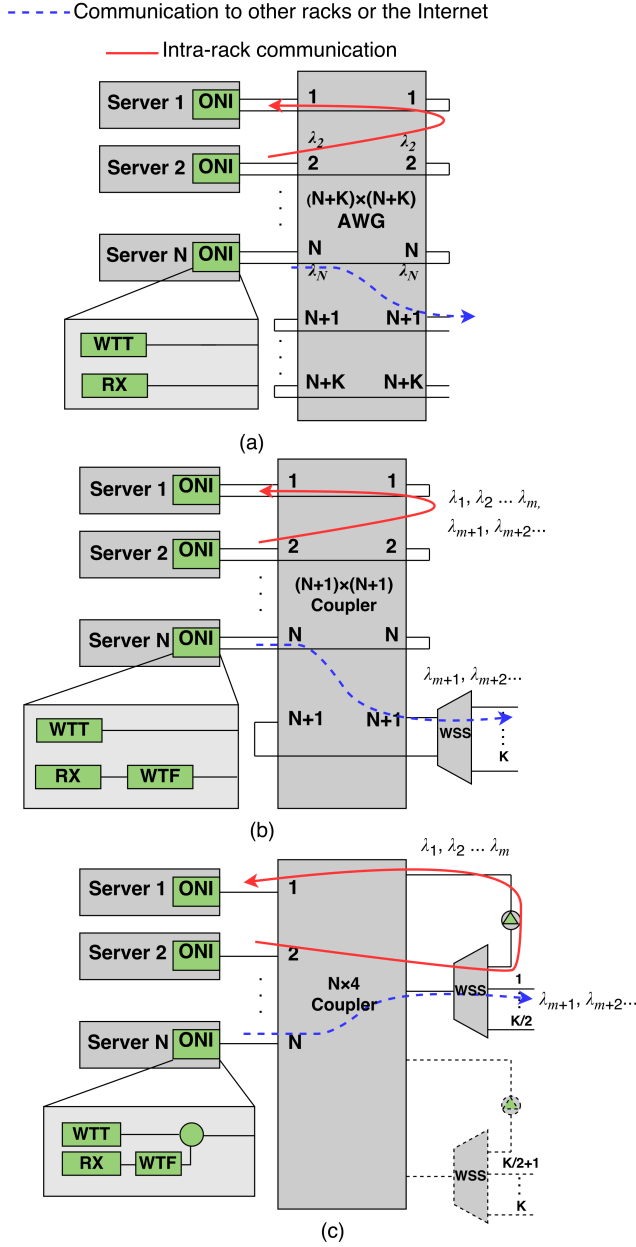 Communication to other racks or the Internet
Intra-rack communication
Server 1 ONI 1 1
λ2 λ2
Server 2 ONI 2 2
(N+K)×(N+K)
AWG
Server N ONI N N
λN λN
N+1 N+1
WTT
RX
N+K N+K
(a)
Server 1 ONI 1 1
λ1, λ2 ... λm,
λm+1, λm+2...
Server 2 ONI 2 2
(N+1)×(N+1)
Coupler
Server N ONI N N
λm+1, λm+2...
N+1 N+1
WTT WSS
K
RX WTF
(b)
λ1, λ2 ... λm
Server 1 ONI 1
Server 2 ONI 2
N×4
Coupler
WSS
1
λm+1, λm+2...
K/2
Server N ONI N
WTT
RX WTF
K/2+1
WSS
K
(c)